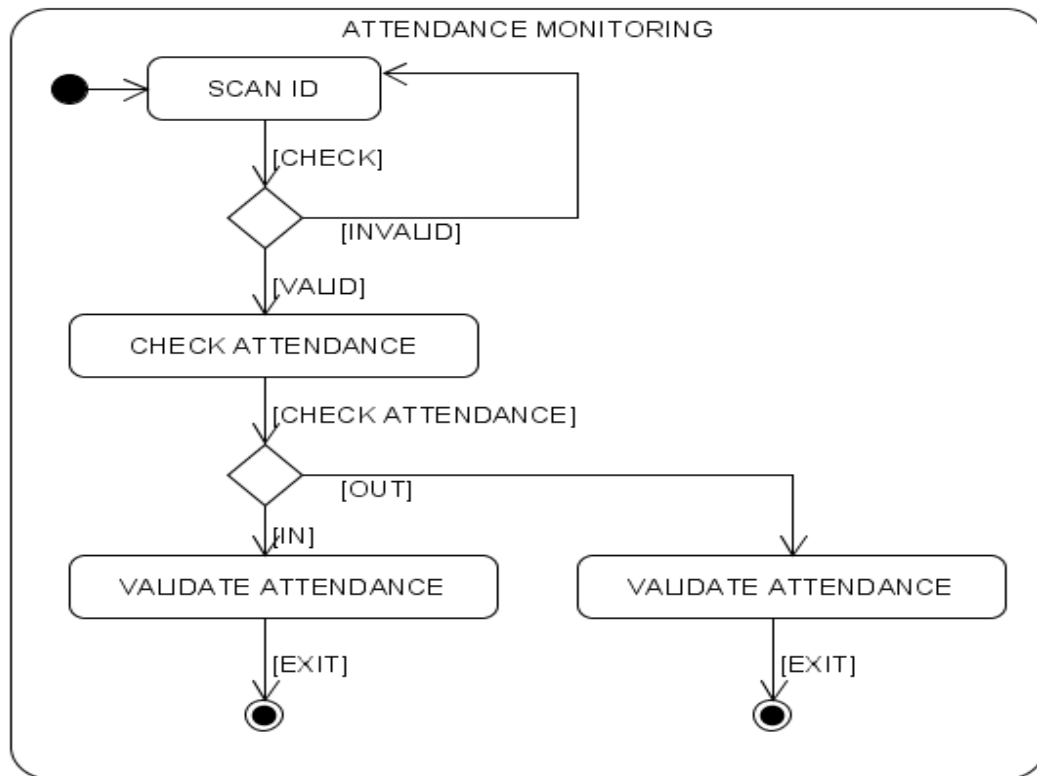 ATTENDANCE MONITORING
SCAN ID
[CHECK]
[INVALID]
[VALID]
CHECK ATTENDANCE
[CHECK ATTENDANCE]
[OUT]
[IN]
VALIDATE ATTENDANCE
VALIDATE ATTENDANCE
[EXIT]
[EXIT]